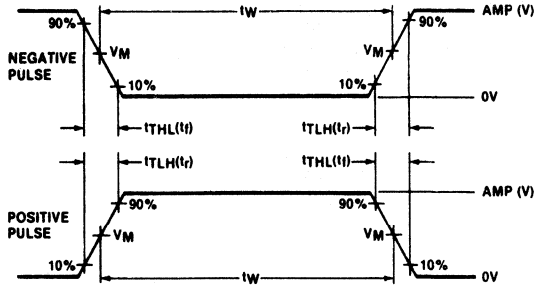 tW
AMP (V)
90%
90%
NEGATIVE
PULSE
VM
VM
10%
10%
0V
tTHL(tf)
tTLH(tr)
tTLH(tr)
tTHL(tf)
AMP (V)
90%
90%
POSITIVE
PULSE
VM
VM
10%
10%
tW
0V